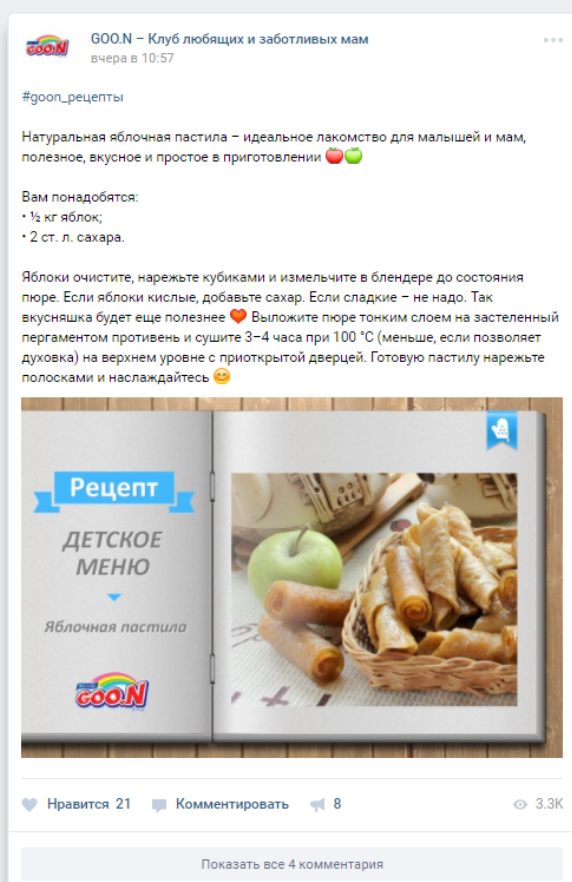 GOO.N
GOO.N – Клуб любящих и заботливых мам
вчера в 10:57
#goon_рецепты
Натуральная яблочная пастила – идеальное лакомство для малышей и мам,
полезное, вкусное и простое в приготовлении 🍎🍏
Вам понадобятся:
• ½ кг яблок;
• 2 ст. л. сахара.
Яблоки очистите, нарежьте кубиками и измельчите в блендере до состояния
пюре. Если яблоки кислые, добавьте сахар. Если сладкие – не надо. Так
вкусняшка будет еще полезнее ❤ Выложите пюре тонким слоем на застеленный
пергаментом противень и сушите 3–4 часа при 100 °C (меньше, если позволяет
духовка) на верхнем уровне с приоткрытой дверцей. Готовую пастилу нарежьте
полосками и наслаждайтесь 😊
Рецепт
ДЕТСКОЕ
МЕНЮ
Яблочная пастила
GOO.N
Нравится 21 Комментировать 8 3.3K
Показать все 4 комментария